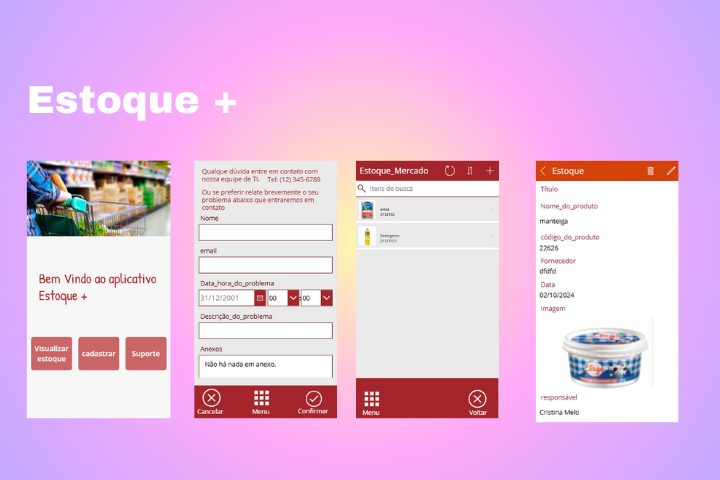 Estoque +
Bem Vindo ao aplicativo
Estoque +
Visualizar
estoque
cadastrar
Suporte
Qualque dúvida entre em contato com
nossa equipe de TI. Tel: (12) 345-6789
Ou se preferir relate brevemente o seu
problema abaixo que entraremos em
contato
Nome
email
Data_hora_do_problema
31/12/2001
00
:
00
Descrição_do_problema
Anexos
Não há nada em anexo.
Cancelar
Menu
Confirmar
Estoque_Mercado
Itens de busca
arroz
Detergente
Menu
Voltar
Estoque
Título
Nome_do_produto
manteiga
código_do_produto
22626
Fornecedor
dfdfd
Data
02/10/2024
Imagem
responsável
Cristina Melo